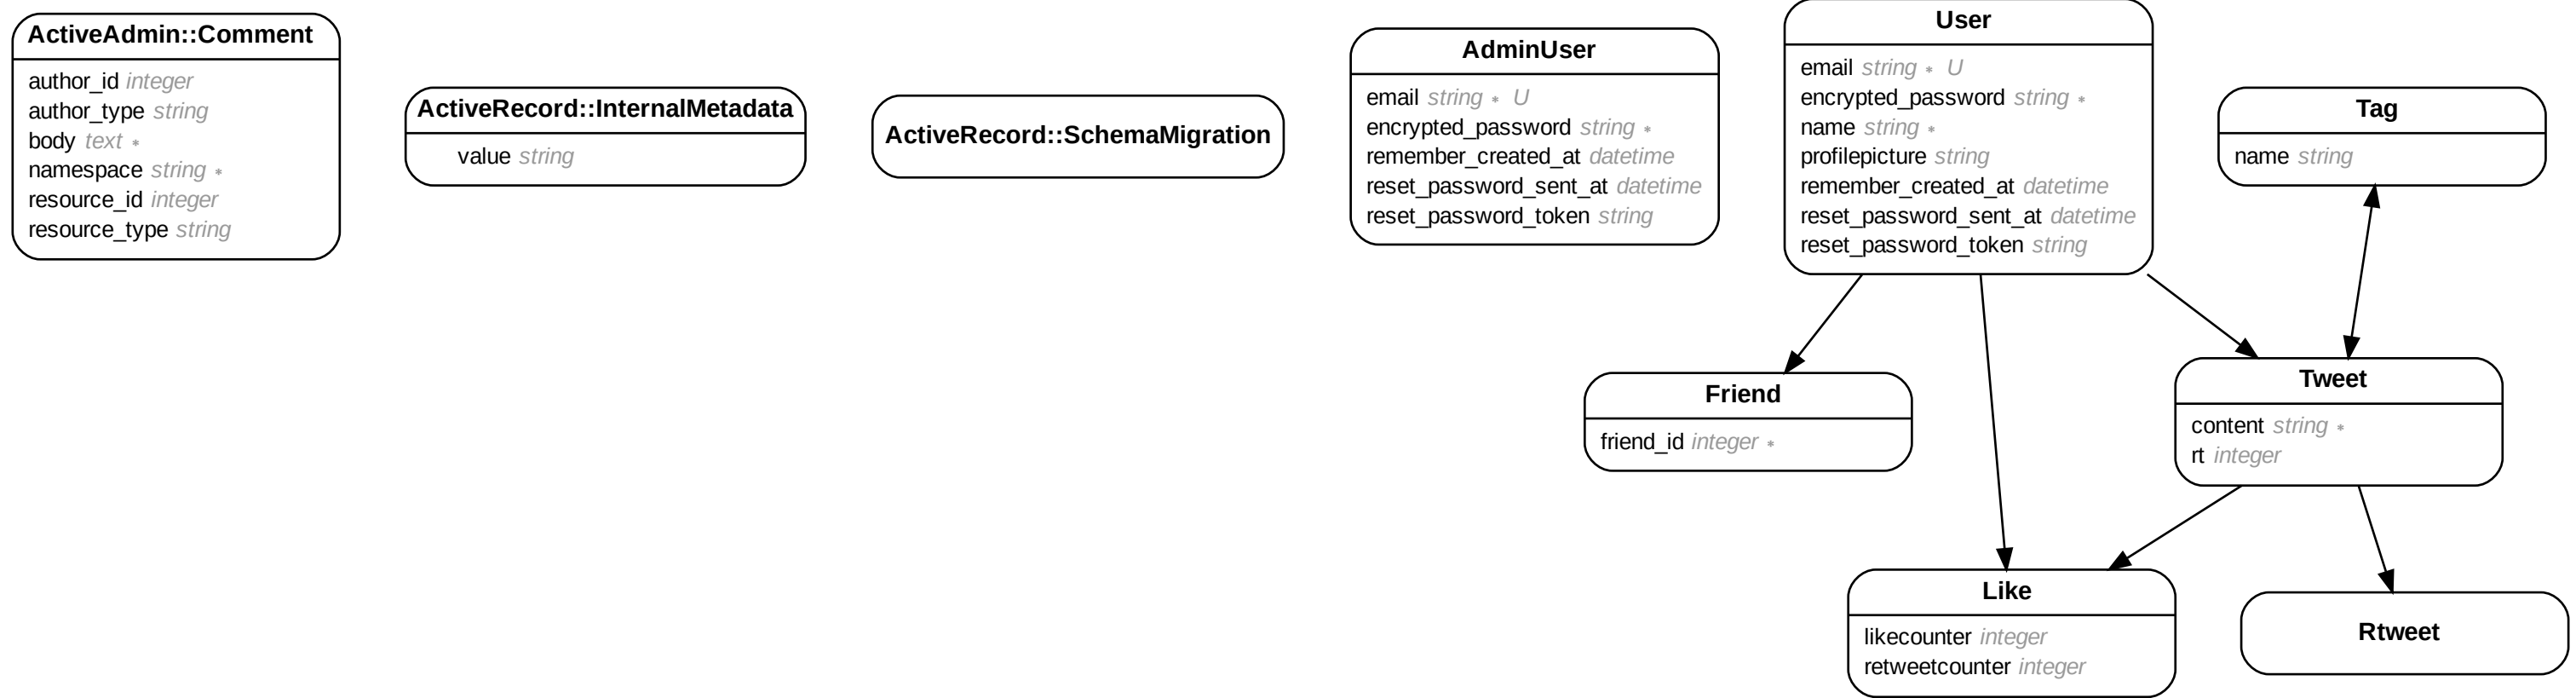 ActiveAdmin::Comment
author_id integer
author_type string
body text *
namespace string *
resource_id integer
resource_type string
ActiveRecord::InternalMetadata
value string
ActiveRecord::SchemaMigration
AdminUser
email string * U
encrypted_password string *
remember_created_at datetime
reset_password_sent_at datetime
reset_password_token string
User
email string * U
encrypted_password string *
name string *
profilepicture string
remember_created_at datetime
reset_password_sent_at datetime
reset_password_token string
Tag
name string
Friend
friend_id integer *
Tweet
content string *
rt integer
Like
likecounter integer
retweetcounter integer
Rtweet